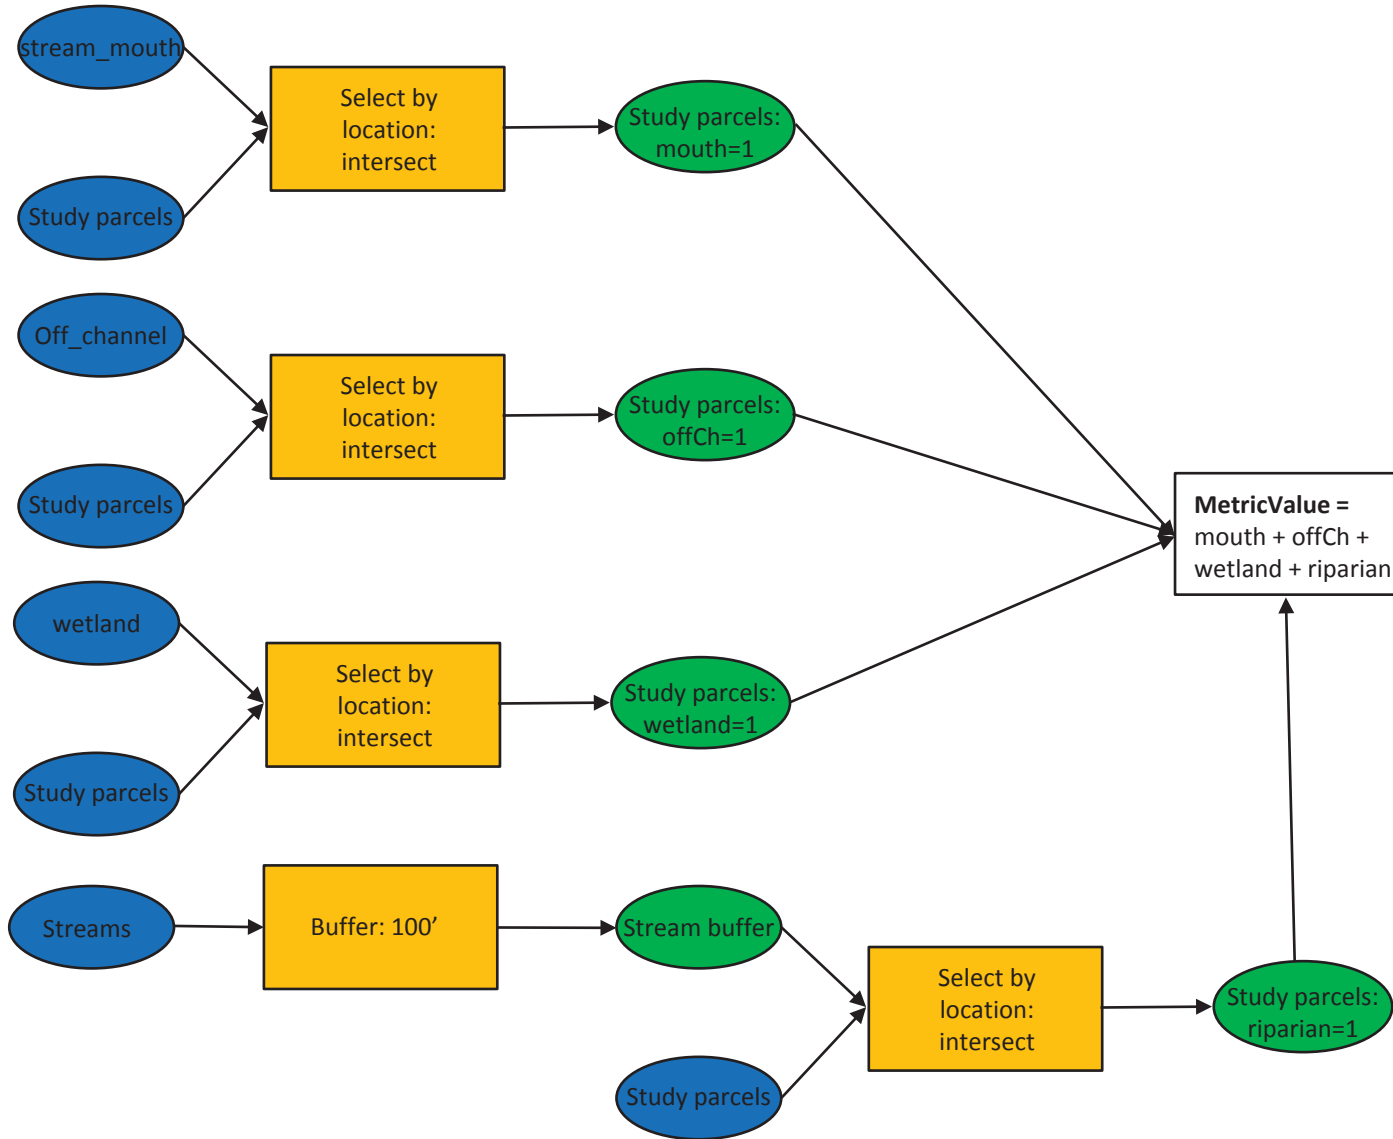 stream_mouth
Study parcels
Select by
location:
intersect
Study parcels:
mouth=1
Off_channel
Study parcels
Select by
location:
intersect
Study parcels:
offCh=1
wetland
Study parcels
Select by
location:
intersect
Study parcels:
wetland=1
MetricValue =
mouth + offCh +
wetland + riparian
Streams
Buffer: 100’
Stream buffer
Study parcels
Select by
location:
intersect
Study parcels:
riparian=1